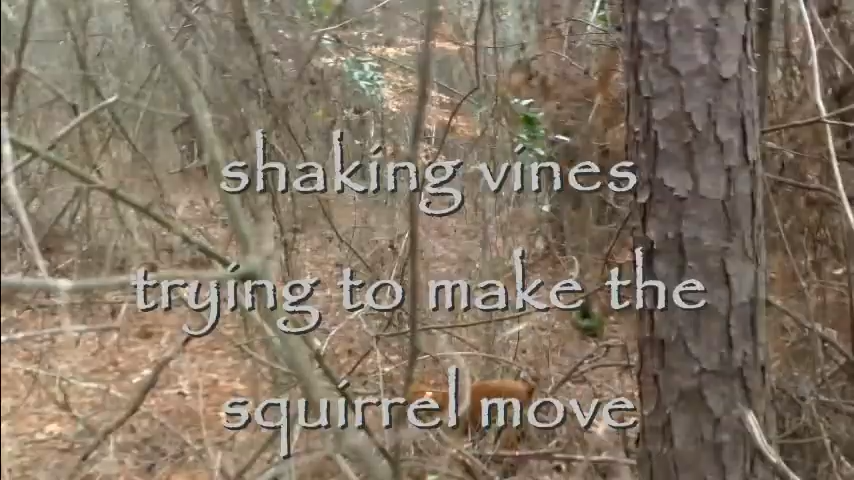 shaking vines
trying to make the
squirrel move